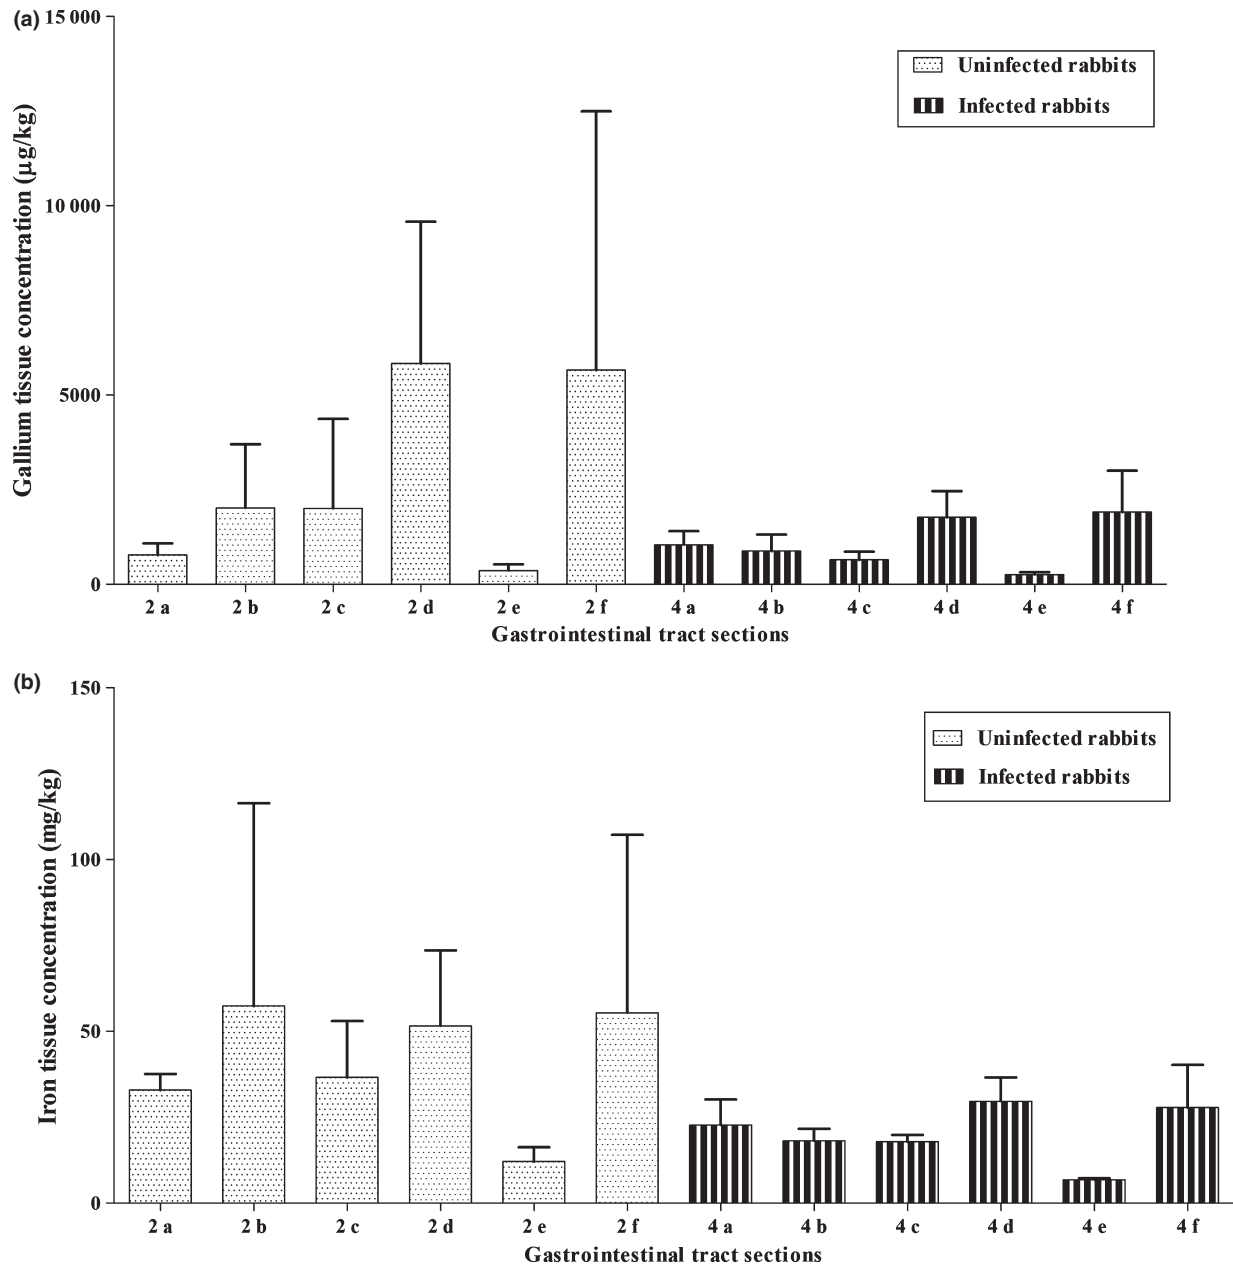 (a)
15 000
10 000
5000
0
Gallium tissue concentration (µg/kg)
Uninfected rabbits
Infected rabbits
2 a 2 b 2 c 2 d 2 e 2 f 4 a 4 b 4 c 4 d 4 e 4 f
Gastrointestinal tract sections
(b)
150
100
50
0
Iron tissue concentration (mg/kg)
Uninfected rabbits
Infected rabbits
2 a 2 b 2 c 2 d 2 e 2 f 4 a 4 b 4 c 4 d 4 e 4 f
Gastrointestinal tract sections